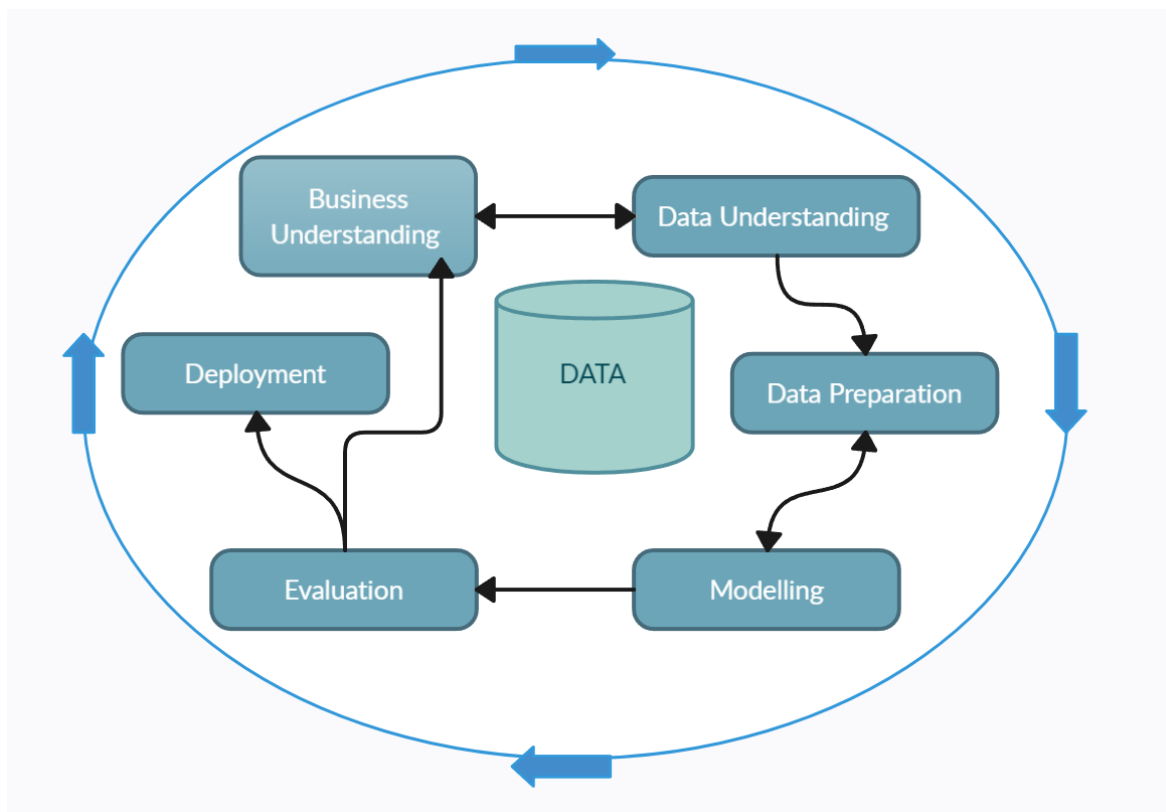 Business
Understanding
Data Understanding
Deployment
DATA
Data Preparation
Evaluation
Modelling